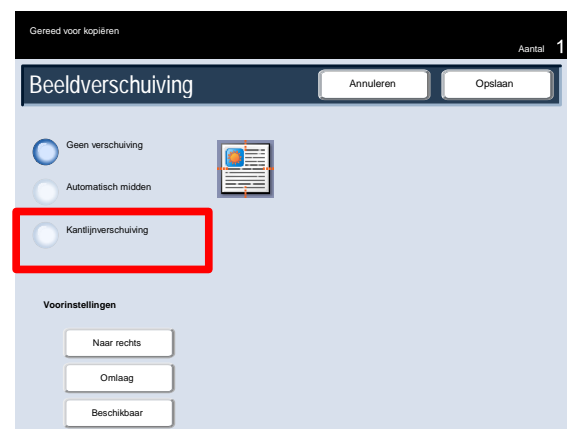 Gereed voor kopiëren
Aantal 1
Beeldverschuiving
Annuleren
Opslaan
Geen verschuiving
Automatisch midden
Kantlijnverschuiving
Voorinstellingen
Naar rechts
Omlaag
Beschikbaar